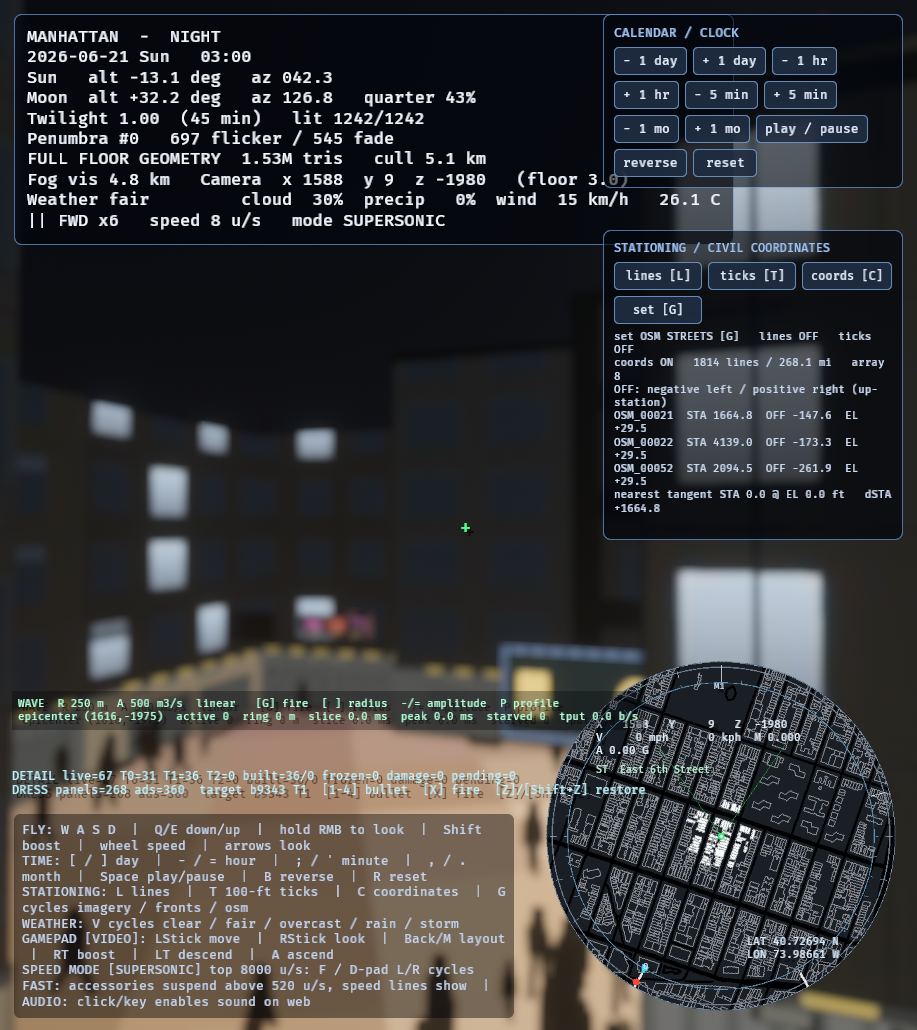 MANHATTAN - NIGHT
2026-06-21 Sun 03:00
Sun alt -13.1 deg az 042.3
Moon alt +32.2 deg az 126.8 quarter 43%
Twilight 1.00 (45 min) lit 1242/1242
Penumbra #0 697 flicker / 545 fade
FULL FLOOR GEOMETRY 1.53M tris cull 5.1 km
Fog vis 4.8 km Camera x 1588 y 9 z -1980 (floor 3.0)
Weather fair cloud 30% precip 0% wind 15 km/h 26.1 C
|| FWD x6 speed 8 u/s mode SUPERSONIC
CALENDAR / CLOCK
- 1 day + 1 day - 1 hr
+ 1 hr - 5 min + 5 min
- 1 mo + 1 mo play / pause
reverse reset
STATIONING / CIVIL COORDINATES
lines [L] ticks [T] coords [C]
set [G]
set OSM STREETS [G] lines OFF ticks
OFF
coords ON 1814 lines / 268.1 mi array
8
OFF: negative left / positive right (up-
station)
OSM_00021 STA 1664.8 OFF -147.6 EL
+29.5
OSM_00022 STA 4139.0 OFF -173.3 EL
+29.5
OSM_00052 STA 2094.5 OFF -261.9 EL
+29.5
nearest tangent STA 0.0 @ EL 0.0 ft dSTA
+1664.8
WAVE R 250 m A 500 m3/s linear [G] fire [ ] radius -/= amplitude P profile
epicenter (1616,-1975) active 0 ring 0 m slice 0.0 ms peak 0.0 ms starved 0 tput 0.0 b/s
DETAIL live=67 T0=31 T1=36 T2=0 built=36/0 frozen=0 damage=0 pending=0
DRESS panels=268 ads=360 target b9343 T1 [1-4] bullet [X] fire [Z]/[Shift+Z] restore
FLY: W A S D | Q/E down/up | hold RMB to look | Shift
boost | wheel speed | arrows look
TIME: [ / ] day | - / = hour | ; / ' minute | , / .
month | Space play/pause | B reverse | R reset
STATIONING: L lines | T 100-ft ticks | C coordinates | G
cycles imagery / fronts / osm
WEATHER: V cycles clear / fair / overcast / rain / storm
GAMEPAD [VIDEO]: LStick move | RStick look | Back/M layout
| RT boost | LT descend | A ascend
SPEED MODE [SUPERSONIC] top 8000 u/s: F / D-pad L/R cycles
FAST: accessories suspend above 520 u/s, speed lines show |
AUDIO: click/key enables sound on web
X 1588 Y 9 Z -1980
V 0 mph 0 kph M 0.000
A 0.00 G
ST East 6th Street
LAT 40.72694 N
LON 73.98661 W